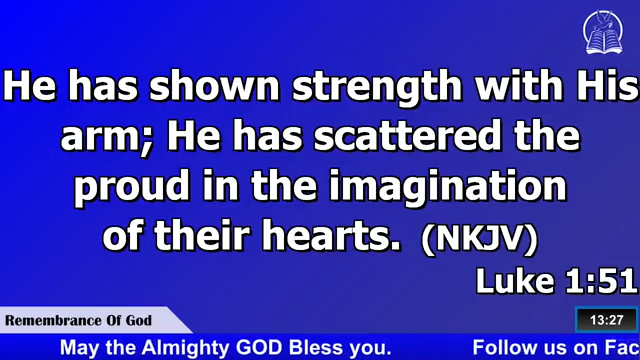 He has shown strength with His
arm; He has scattered the
proud in the imagination
of their hearts. (NKJV)
Luke 1:51
Remembrance Of God
13:27
May the Almighty GOD Bless you.
Follow us on Fac